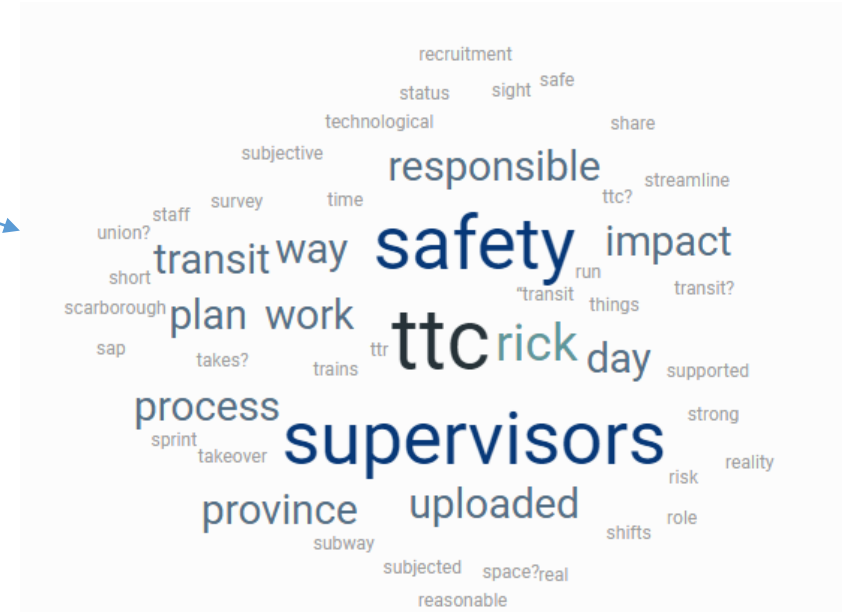 recruitment
status sight safe
technological share
subjective responsible
streamline
staff survey time ttc?
union? transit way safety impact
short run
scarborough plan work “transit things transit?
sap takes? trains ttr ttc rick day supported
process supervisors strong
sprint takeover reality
risk
province uploaded role
subway shifts
subjected space? real
reasonable